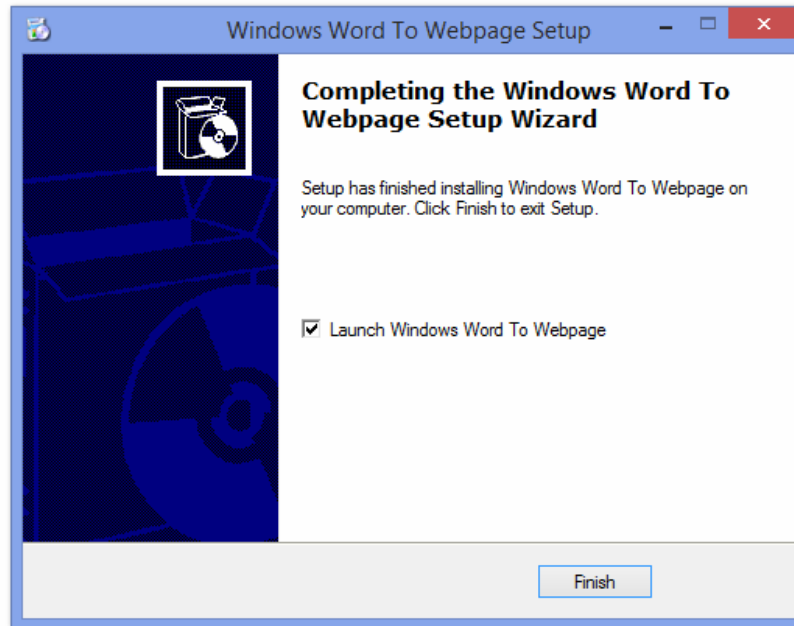 Windows Word To Webpage Setup
Completing the Windows Word To
Webpage Setup Wizard
Setup has finished installing Windows Word To Webpage on
your computer. Click Finish to exit Setup.
Launch Windows Word To Webpage
Finish